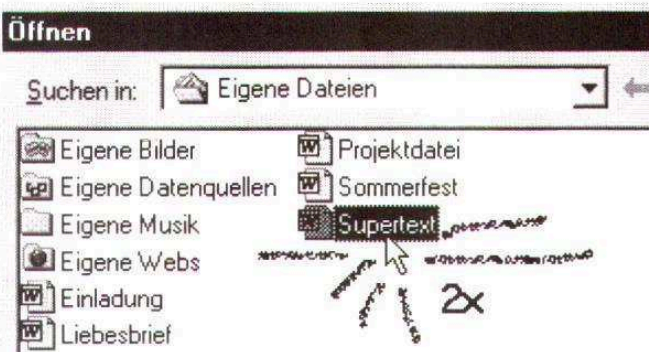 Öffnen
Suchen in: Eigene Dateien
Eigene Bilder
Eigene Datenquellen
Eigene Musik
Eigene Webs
Einladung
Liebesbrief
Projektdatei
Sommerfest
Supertext
2x